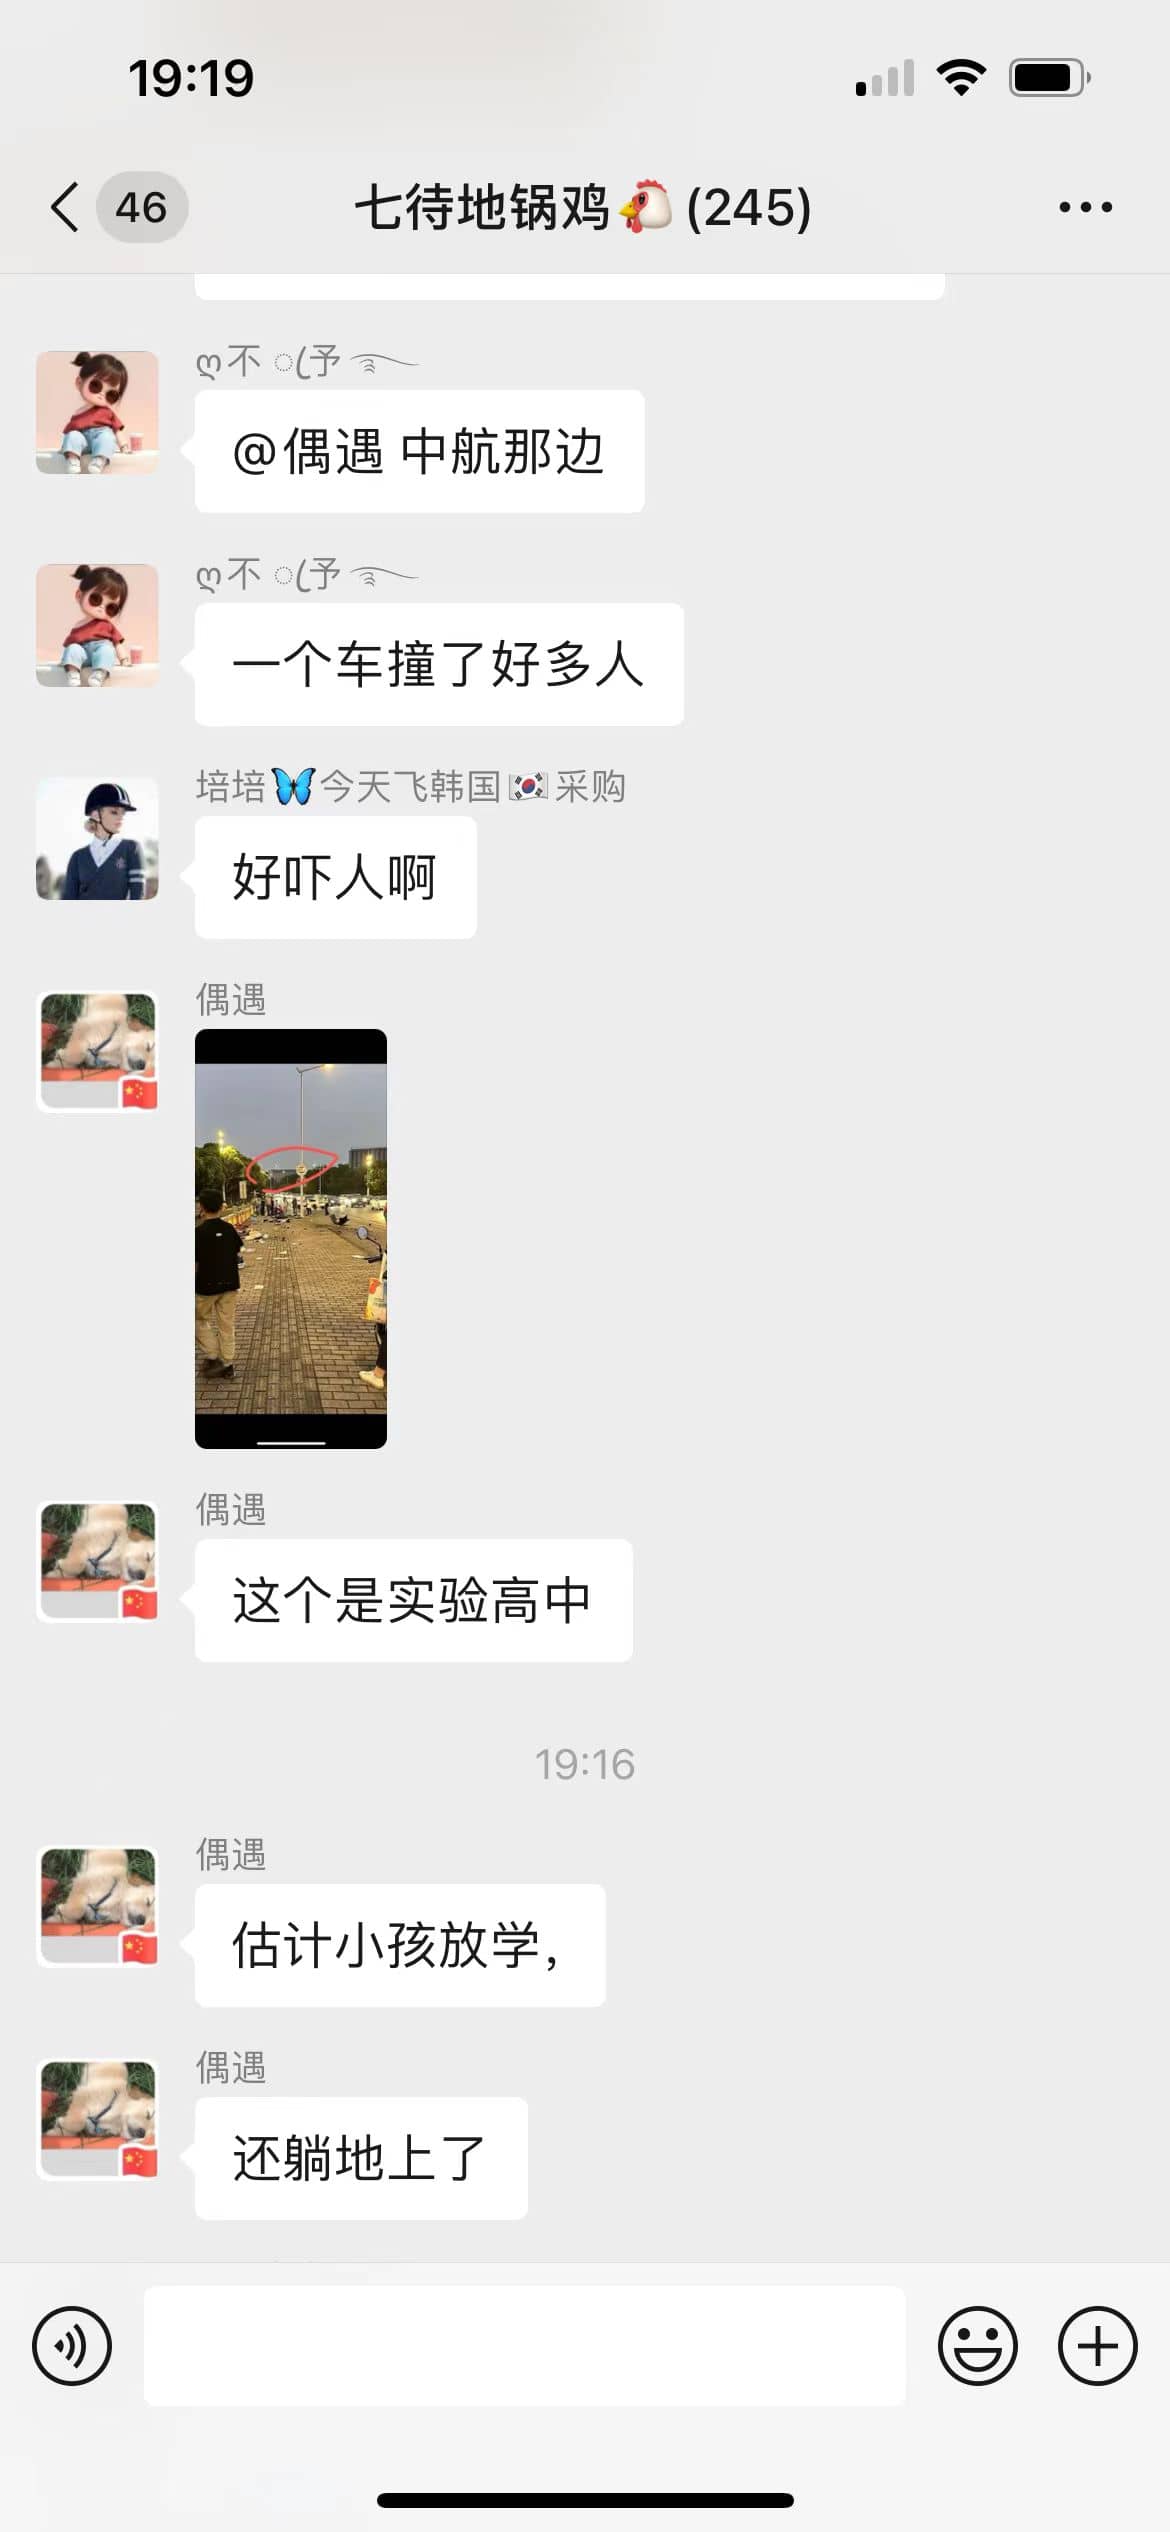 19:19
46
七待地锅鸡🐔(245)
ღ不 ੃予 ࿐
@偶遇 中航那边
ღ不 ੃予 ࿐
一个车撞了好多人
培培🦋今天飞韩国🇰🇷采购
好吓人啊
偶遇
偶遇
这个是实验高中
19:16
偶遇
估计小孩放学，
偶遇
还躺地上了